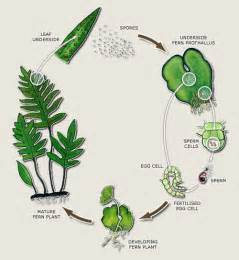 LEAF
UNDERSIDE
SPORES
UNDERSIDE
FERN PROTHALLUS
SPERM
CELLS
EGG CELL
SPERM
FERTILISED
EGG CELL
DEVELOPING
FERN PLANT
MATURE
FERN PLANT